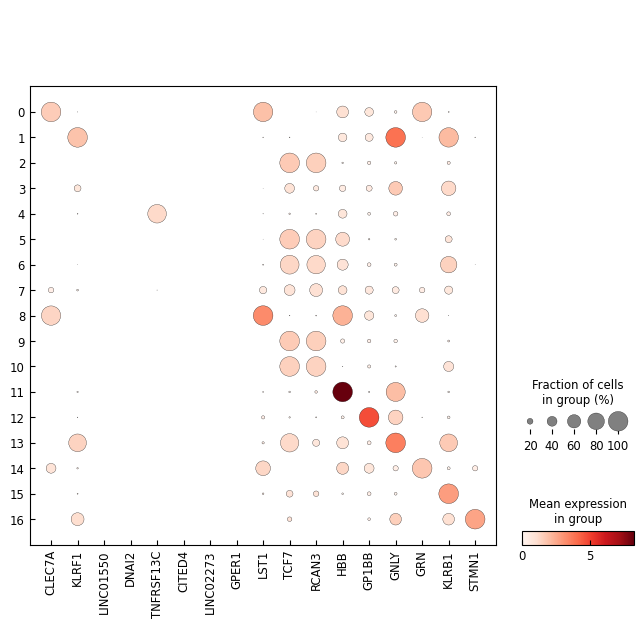 0
1
2
3
4
5
6
7
8
9
10
11
12
13
14
15
16
CLEC7A
KLRF1
LINC01550
DNAI2
TNFRSF13C
CITED4
LINC02273
GPER1
LST1
TCF7
RCAN3
HBB
GP1BB
GNLY
GRN
KLRB1
STMN1
Fraction of cells
in group (%)
20 40 60 80 100
Mean expression
in group
0 5